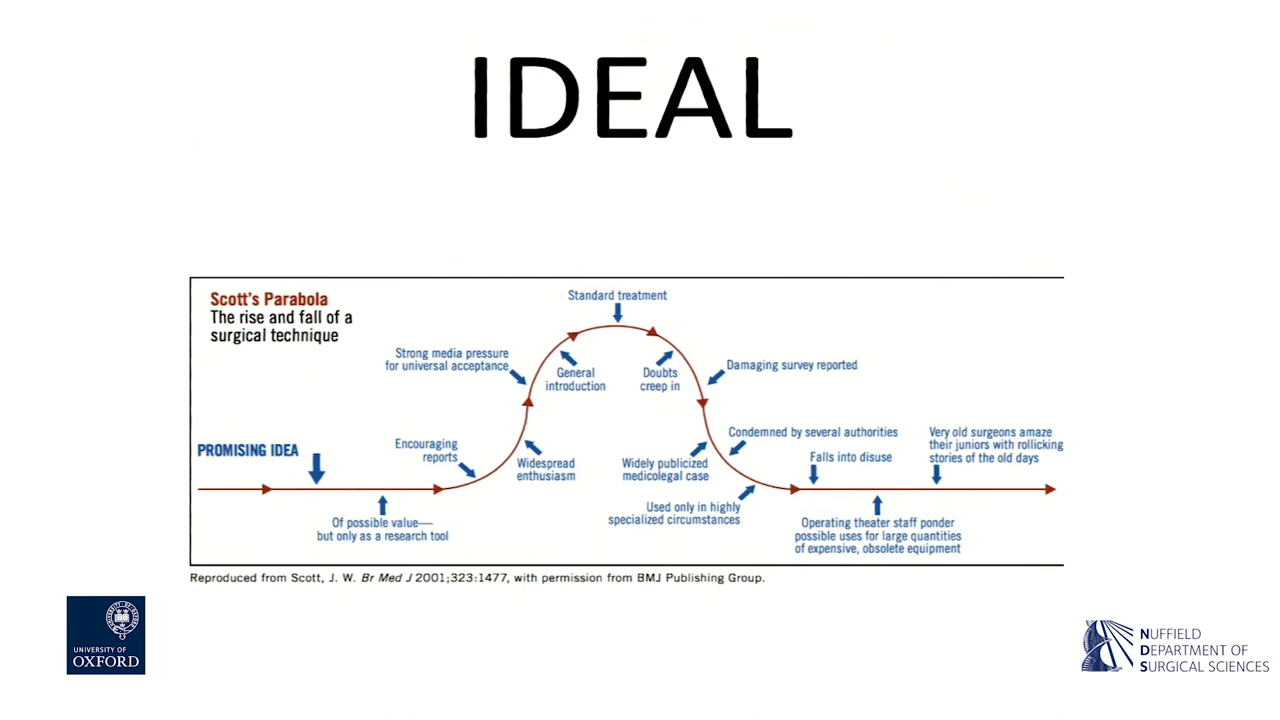 IDEAL
Scott's Parabola
The rise and fall of a
surgical technique
Standard treatment
Strong media pressure
for universal acceptance
General
introduction
Doubts
creep in
Damaging survey reported
PROMISING IDEA
Encouraging
reports
Widespread
enthusiasm
Widely publicized
medicolegal case
Condemned by several authorities
Falls into disuse
Very old surgeons amaze
their juniors with rollicking
stories of the old days
Of possible value—
but only as a research tool
Used only in highly
specialized circumstances
Operating theater staff ponder
possible uses for large quantities
of expensive, obsolete equipment
Reproduced from Scott, J. W. Br Med J 2001;323:1477, with permission from BMJ Publishing Group.
UNIVERSITY OF
OXFORD
NUFFIELD
DEPARTMENT OF
SURGICAL SCIENCES